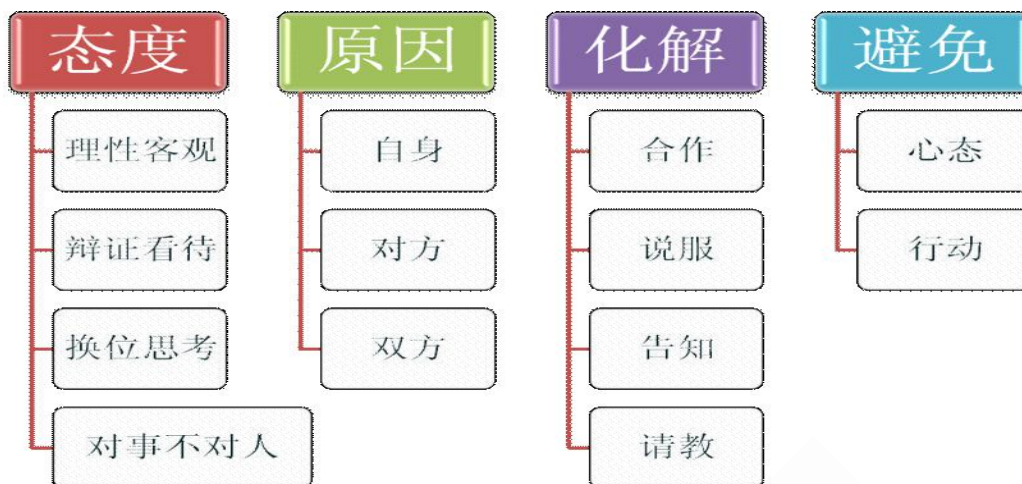 态度
理性客观
辩证看待
换位思考
对事不对人
原因
自身
对方
双方
化解
合作
说服
告知
请教
避免
心态
行动